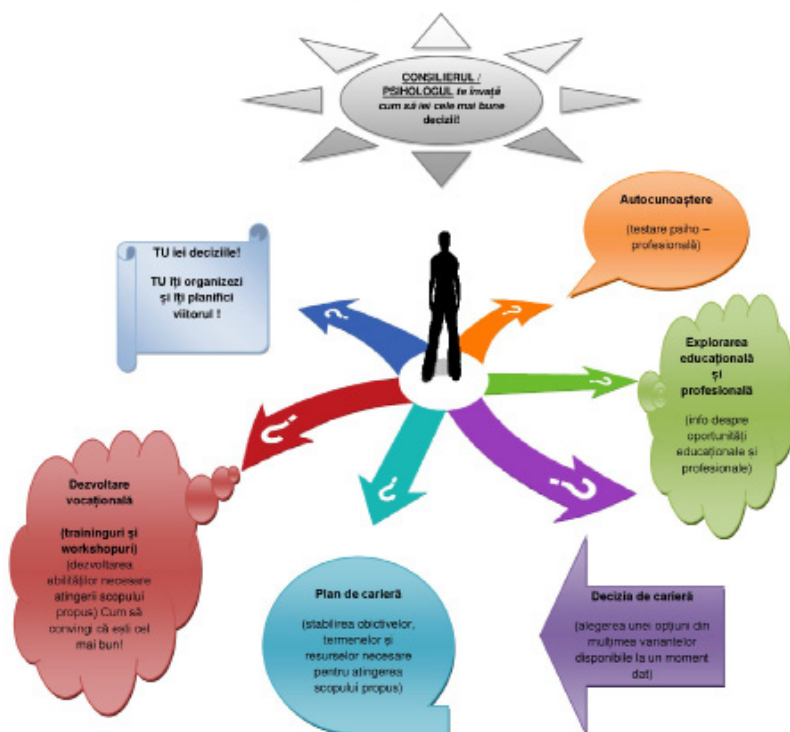 CONSILIERUL /
PSIHOLOGUL te învață
cum să iei cele mai bune
decizii!
Autocunoaștere
(testare psiho –
profesională)
TU iei deciziile!
TU îți organizezi
și îți planifici
viitorul !
?
?
?
?
?
?
Explorarea
educațională
și
profesională
(info despre
oportunități
educaționale și
profesionale)
Dezvoltare
vocațională
(traininguri și
workshopuri)
(dezvoltarea
abilităților necesare
atingerii scopului
propus) Cum să
convingi că ești cel
mai bun!
Plan de carieră
(stabilirea obiectivelor,
termenelor și
resurselor necesare
pentru atingerea
scopului propus)
Decizia de carieră
(alegerea unei opțiuni din
mulțimea variantelor
disponibile la un moment
dat)